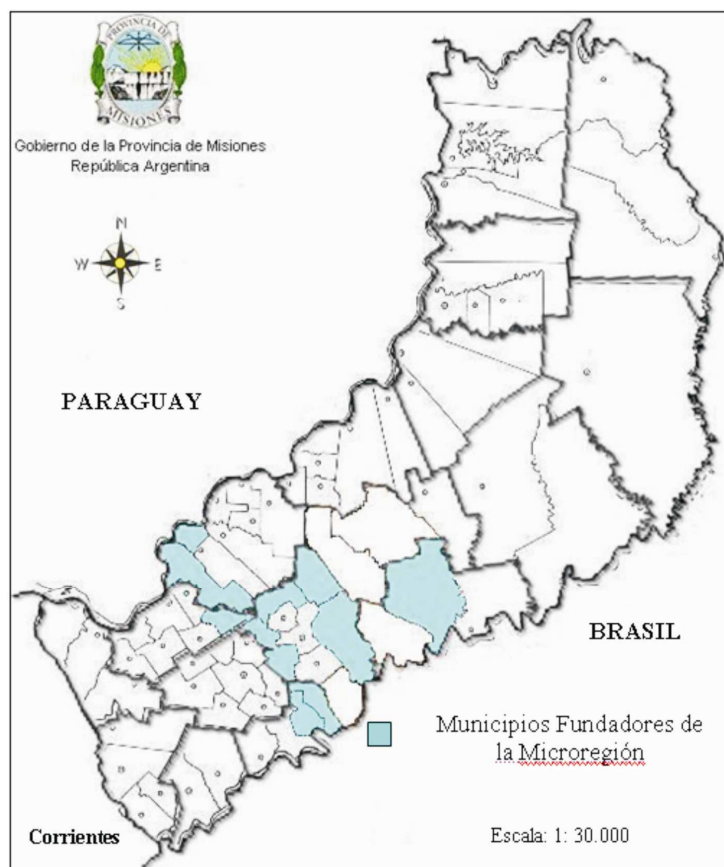 PROVINCIA DE
MISIONES
Gobierno de la Provincia de Misiones
República Argentina
N
W E
S
PARAGUAY
BRASIL
Municipios Fundadores de
la Microregión
Corrientes
Escala: 1: 30.000